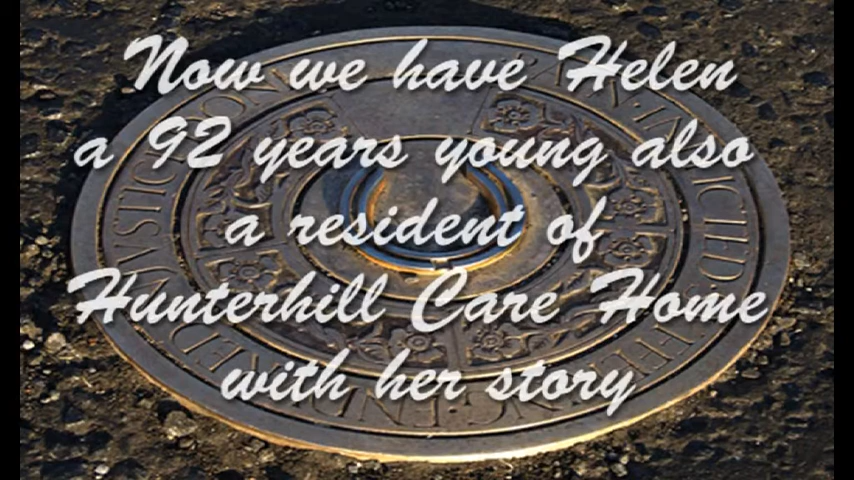 Now we have Helen
a 92 years young also
a resident of
Hunterhill Care Home
with her story